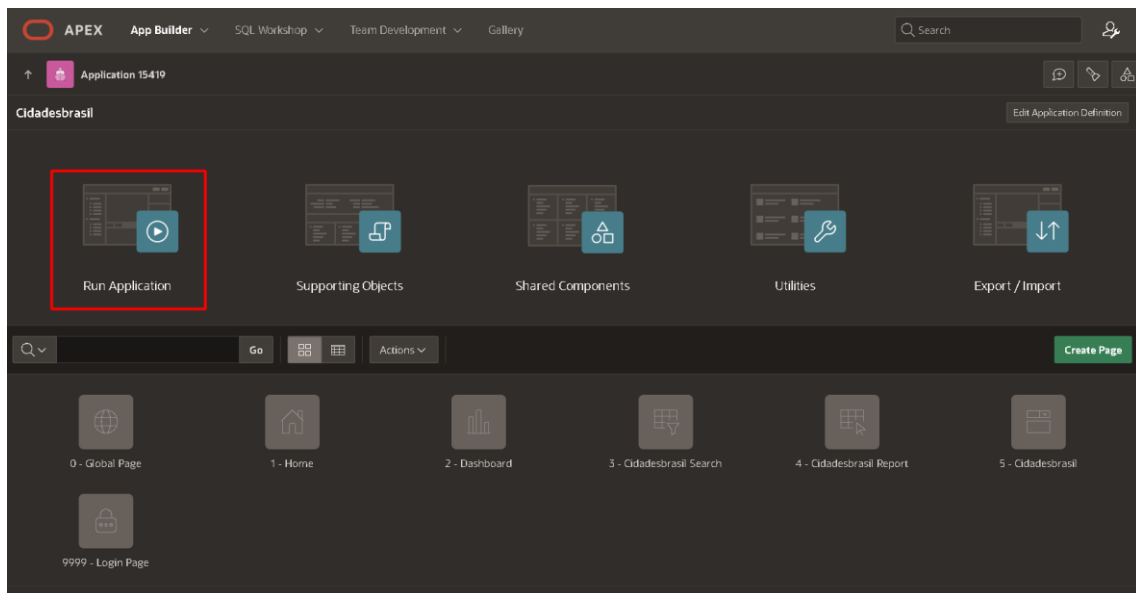 APEX App Builder SQL Workshop Team Development Gallery Search
Application 15419
Cidadesbrasil Edit Application Definition
Run Application Supporting Objects Shared Components Utilities Export / Import
Go Actions Create Page
0 - Global Page 1 - Home 2 - Dashboard 3 - Cidadesbrasil Search 4 - Cidadesbrasil Report 5 - Cidadesbrasil
9999 - Login Page